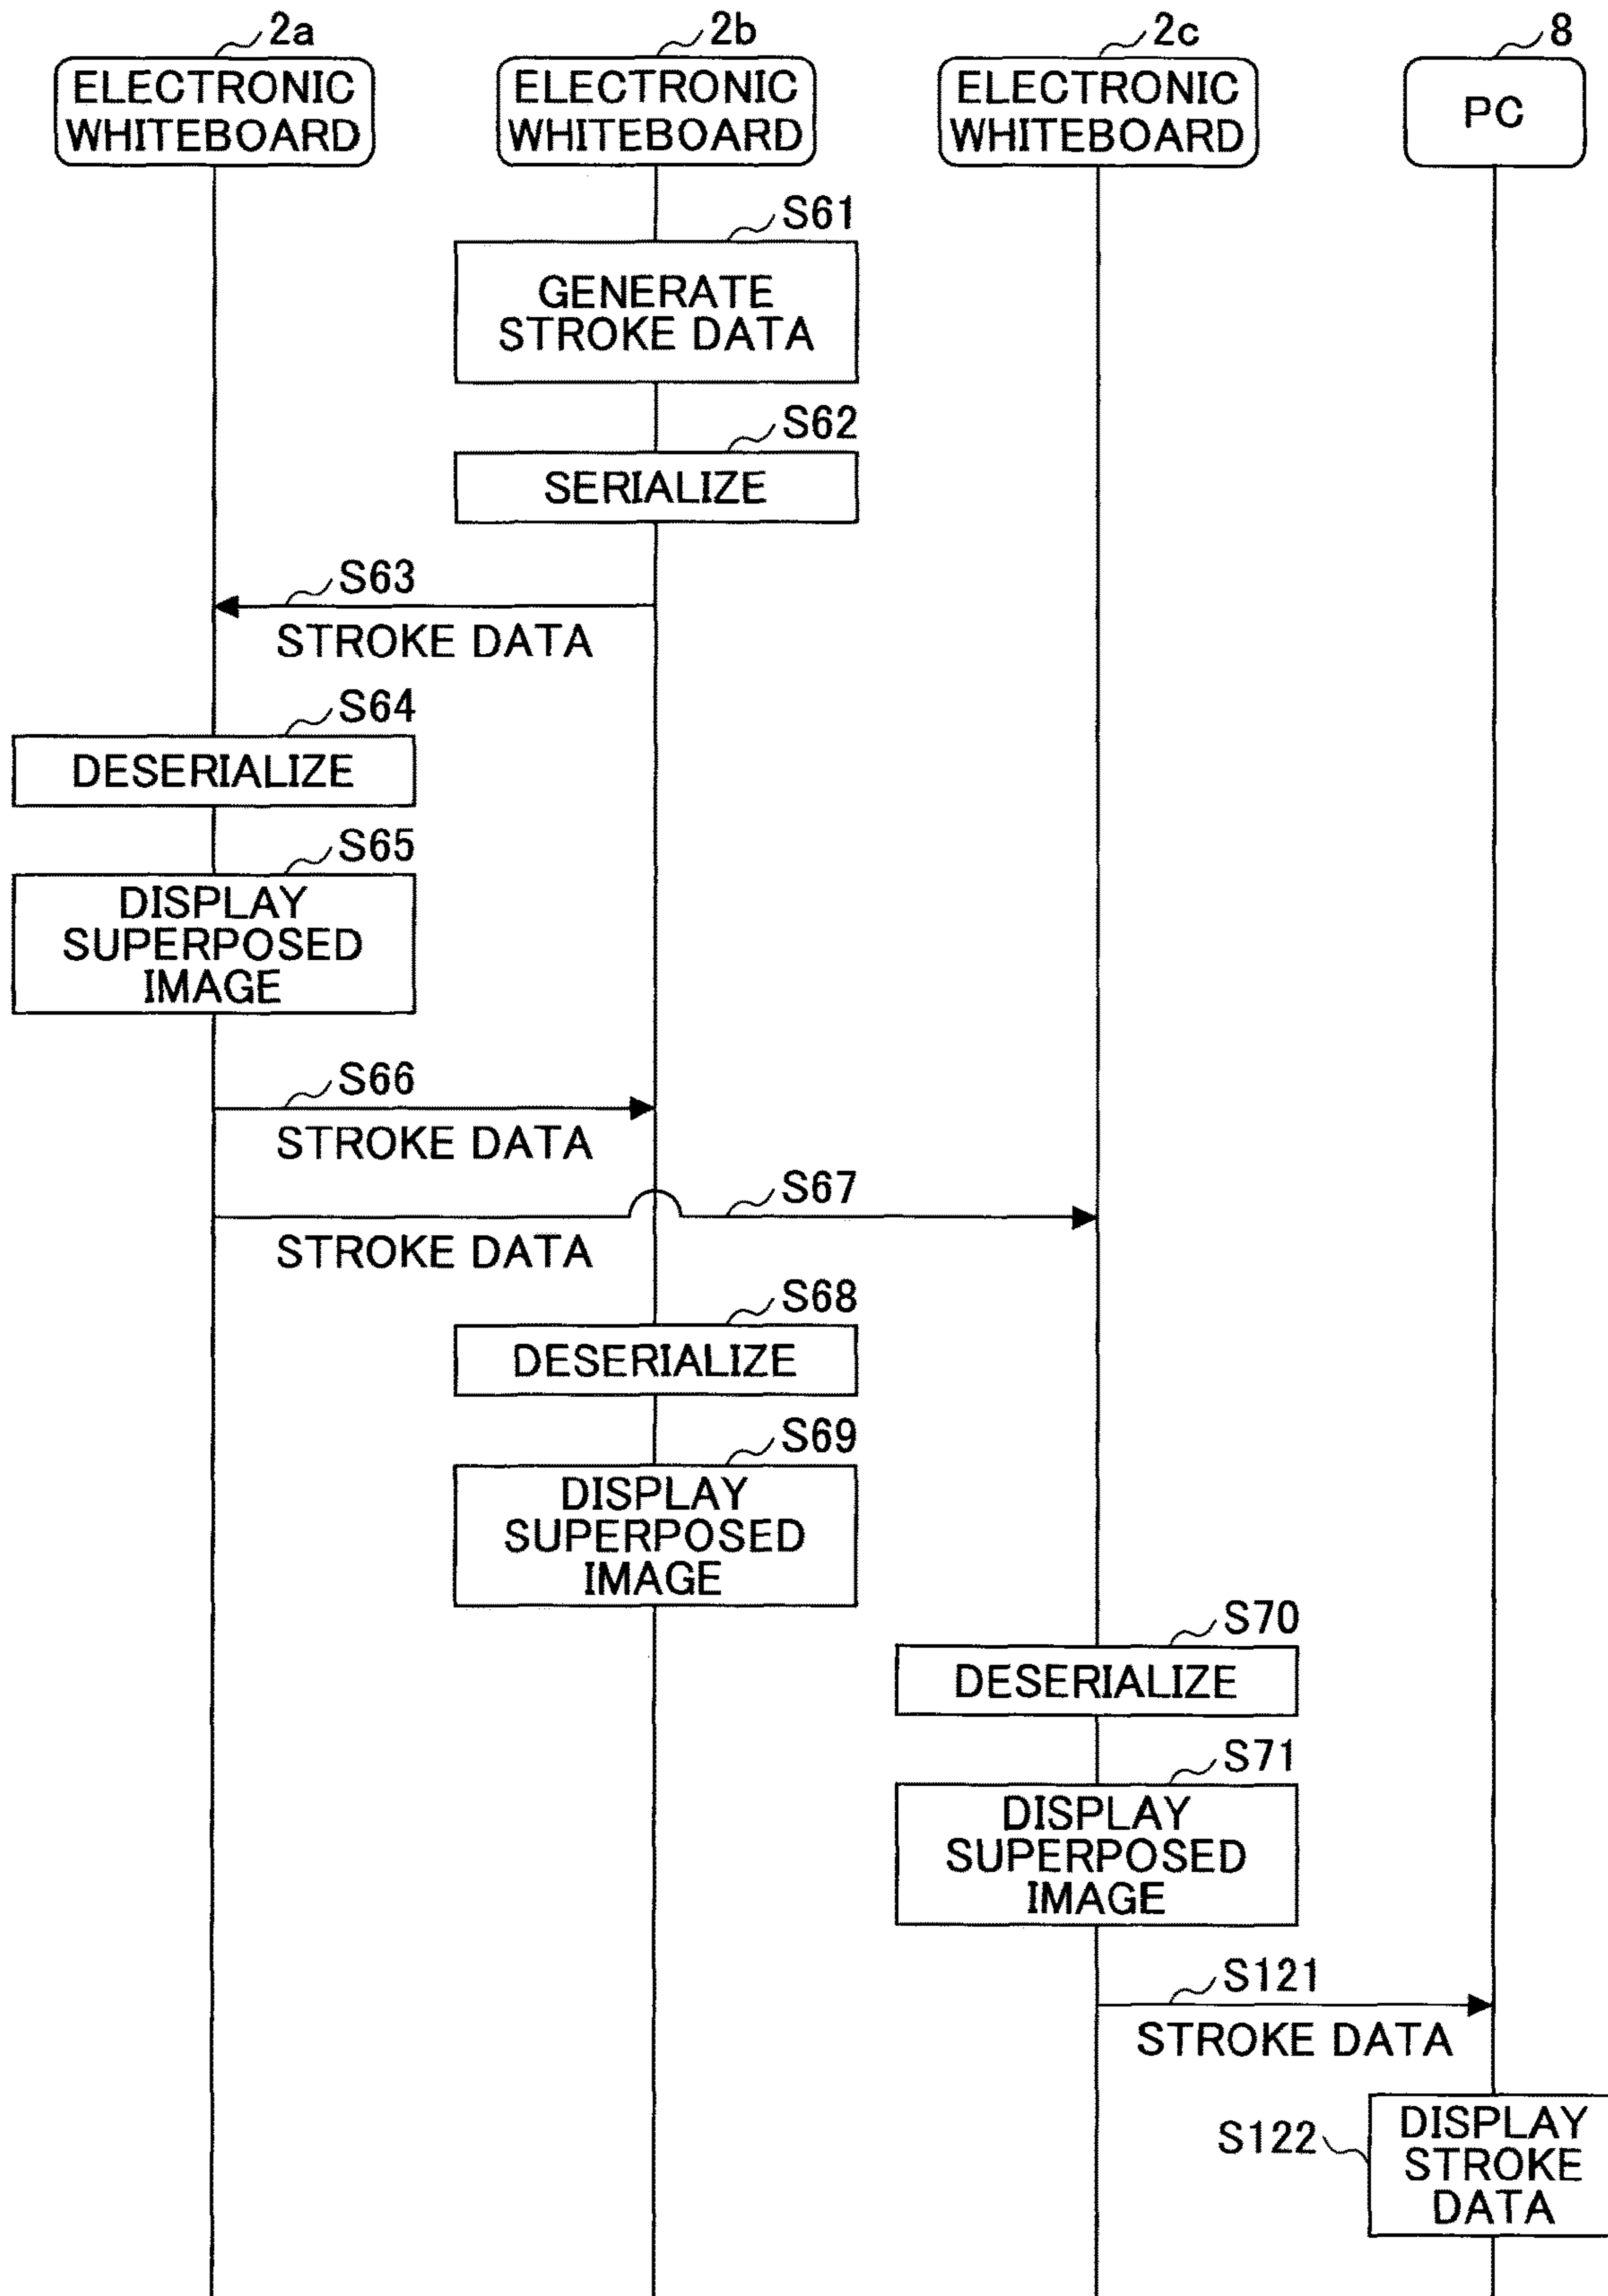 2a
2b
2c
8
ELECTRONIC
WHITEBOARD
ELECTRONIC
WHITEBOARD
ELECTRONIC
WHITEBOARD
PC
S61
GENERATE
STROKE DATA
S62
SERIALIZE
S63
STROKE DATA
S64
DESERIALIZE
S65
DISPLAY
SUPERPOSED
IMAGE
S66
STROKE DATA
S67
STROKE DATA
S68
DESERIALIZE
S69
DISPLAY
SUPERPOSED
IMAGE
S70
DESERIALIZE
S71
DISPLAY
SUPERPOSED
IMAGE
S121
STROKE DATA
S122
DISPLAY
STROKE
DATA